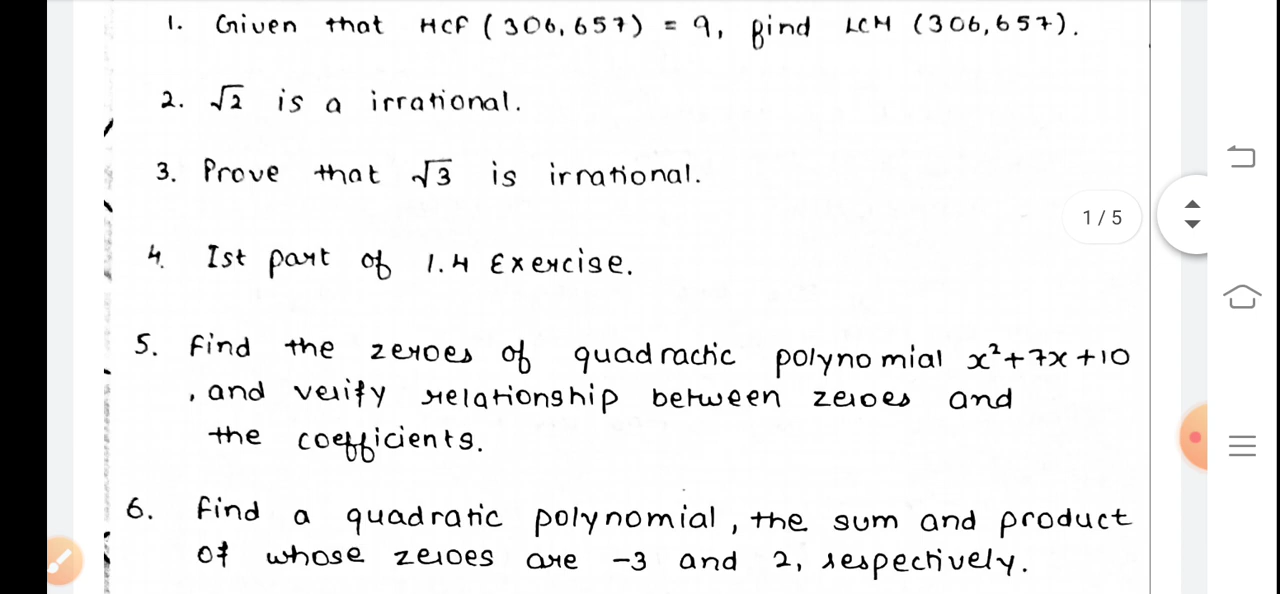 1. Given that HCF (306, 657) = 9, find LCM (306, 657).
2. √2 is a irrational.
3. Prove that √3 is irrational.
1 / 5
4. Ist part of 1.4 Exercise.
5. Find the zeroes of quadractic polynomial x²+7x+10
, and verify relationship between zeroes and
the coefficients.
6. Find a quadratic polynomial, the sum and product
of whose zeroes are -3 and 2, respectively.